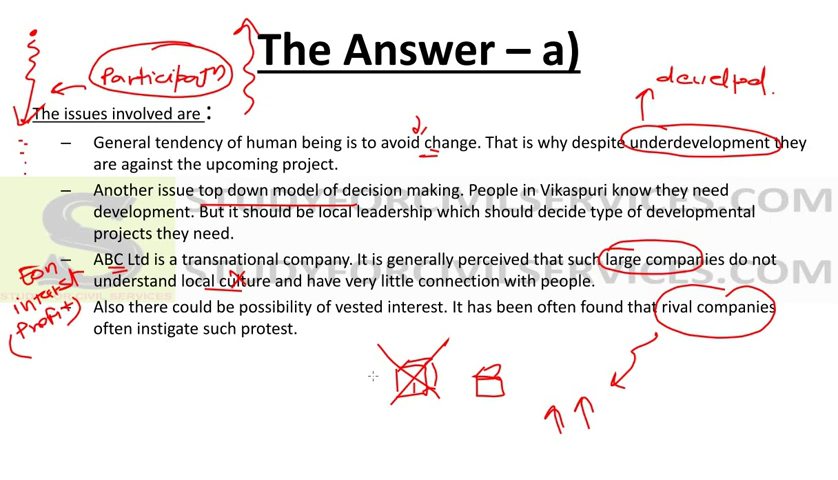 The Answer – a)
Participatn
developed.
The issues involved are :
– General tendency of human being is to avoid change. That is why despite underdevelopment they
are against the upcoming project.
– Another issue top down model of decision making. People in Vikaspuri know they need
development. But it should be local leadership which should decide type of developmental
projects they need.
– ABC Ltd is a transnational company. It is generally perceived that such large companies do not
understand local culture and have very little connection with people.
– Also there could be possibility of vested interest. It has been often found that rival companies
often instigate such protest.
Eon
interest
(Profit)
STUDYFORCIVILSERVICES.COM
STUDYFORCIVILSERVICES.COM